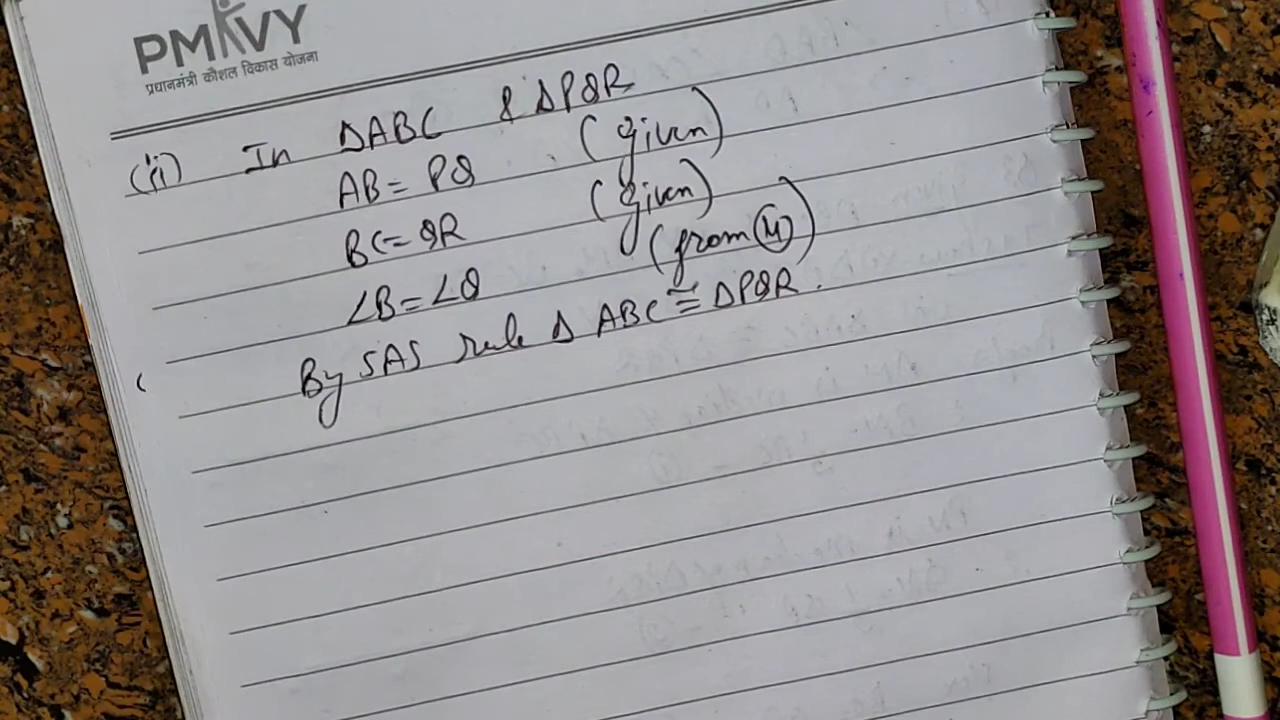 PMKVY
प्रधानमंत्री कौशल विकास योजना
(ii) In ΔABC & ΔPQR
AB = PQ (given)
BC = QR (given)
∠B = ∠Q (from (4))
By SAS rule Δ ABC ≅ ΔPQR.